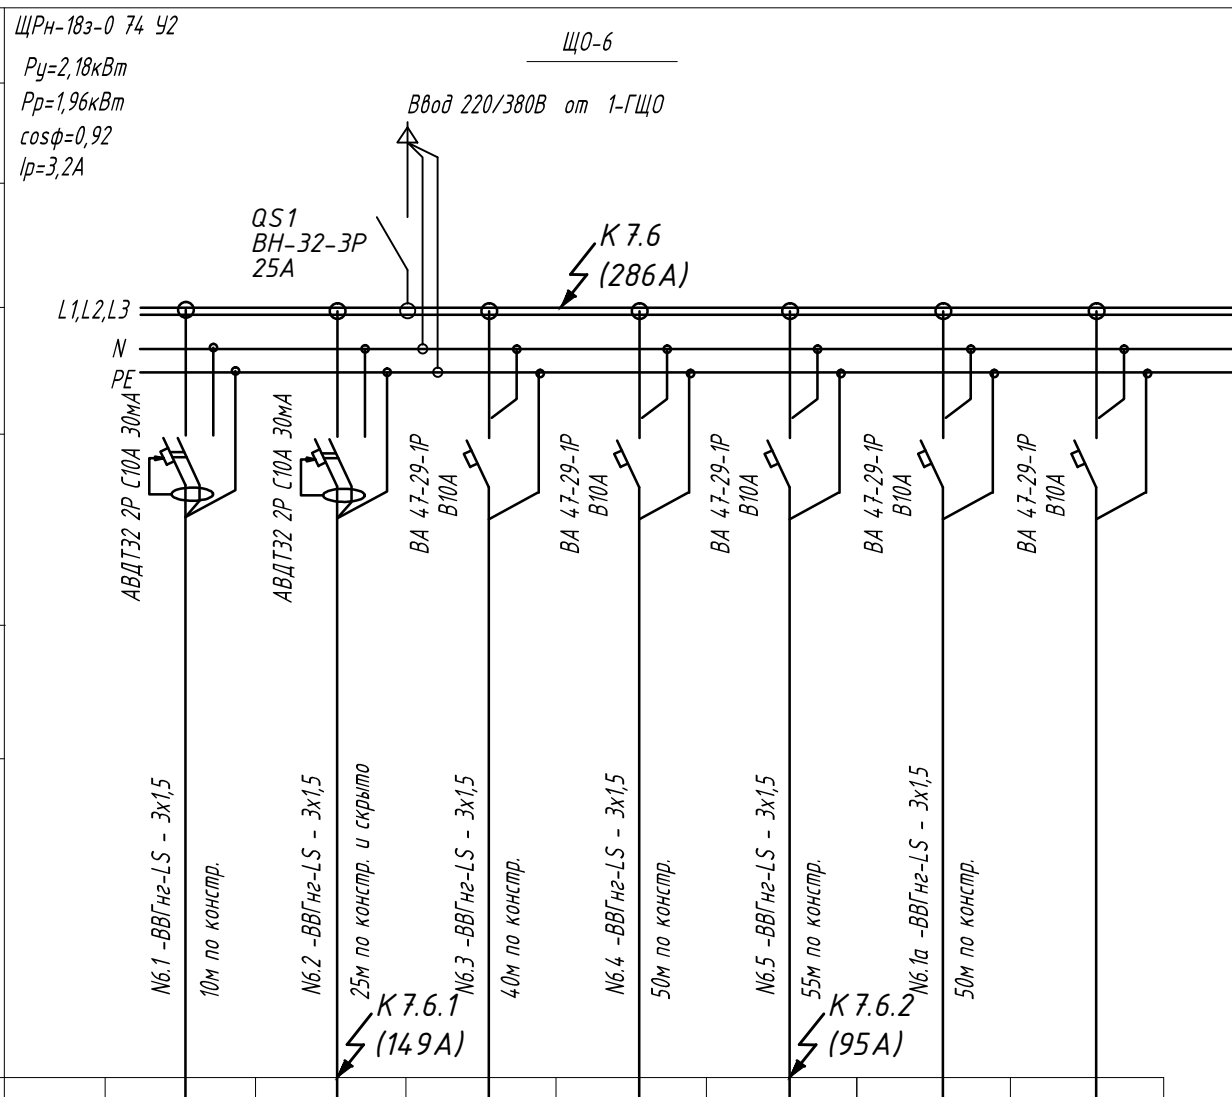 ЩРн-18з-0 74 У2
Ру=2,18кВт
Рр=1,96кВт
cosφ=0,92
Iр=3,2А
ЩО-6
Ввод 220/380В от 1-ГЩО
QS1
ВН-32-3Р
25А
К 7.6
(286А)
L1,L2,L3
N
PE
АВДТ32 2Р С10А 30мА
АВДТ32 2Р С10А 30мА
ВА 47-29-1Р
В10А
ВА 47-29-1Р
В10А
ВА 47-29-1Р
В10А
ВА 47-29-1Р
В10А
ВА 47-29-1Р
В10А
N6.1 -ВВГнг-LS - 3х1,5
10м по констр.
N6.2 -ВВГнг-LS - 3х1,5
25м по констр. и скрыто
N6.3 -ВВГнг-LS - 3х1,5
40м по констр.
N6.4 -ВВГнг-LS - 3х1,5
50м по констр.
N6.5 -ВВГнг-LS - 3х1,5
55м по констр.
N6.1а -ВВГнг-LS - 3х1,5
50м по констр.
К 7.6.1
(149А)
К 7.6.2
(95А)